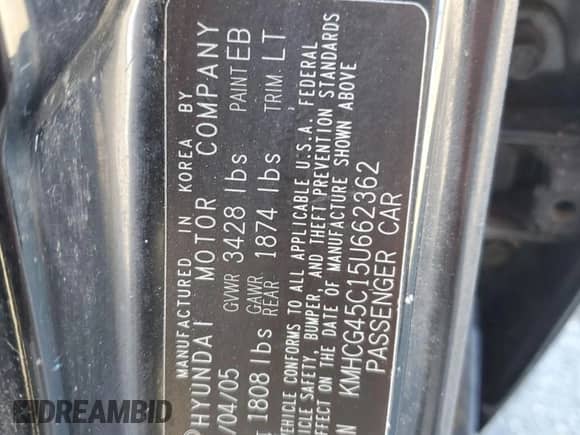 MANUFACTURED IN KOREA BY
HYUNDAI MOTOR COMPANY
/04/05 GVWR 3428 lbs PAINT EB
1808 lbs GAWR REAR 1874 lbs TRIM LT
VEHICLE CONFORMS TO ALL APPLICABLE U.S.A. FEDERAL
VEHICLE SAFETY, BUMPER, AND THEFT PREVENTION STANDARDS
EFFECT ON THE DATE OF MANUFACTURE SHOWN ABOVE
IN KMHCG45C15U662362
PASSENGER CAR
DREAMBID